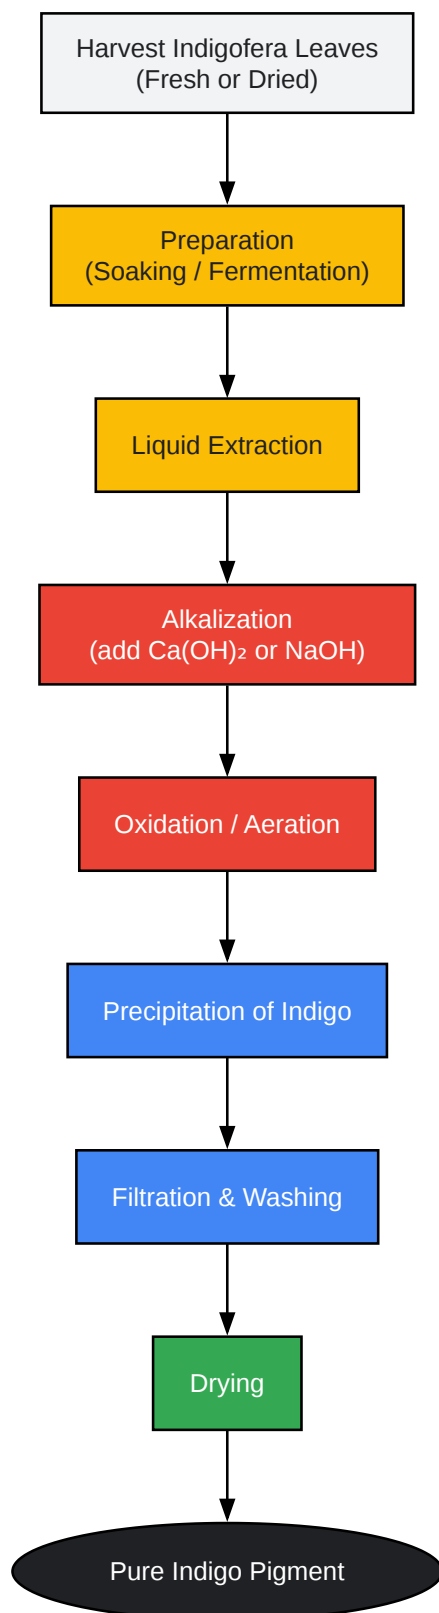 Harvest Indigofera Leaves
(Fresh or Dried)
Preparation
(Soaking / Fermentation)
Liquid Extraction
Alkalization
(add Ca(OH)₂ or NaOH)
Oxidation / Aeration
Precipitation of Indigo
Filtration & Washing
Drying
Pure Indigo Pigment